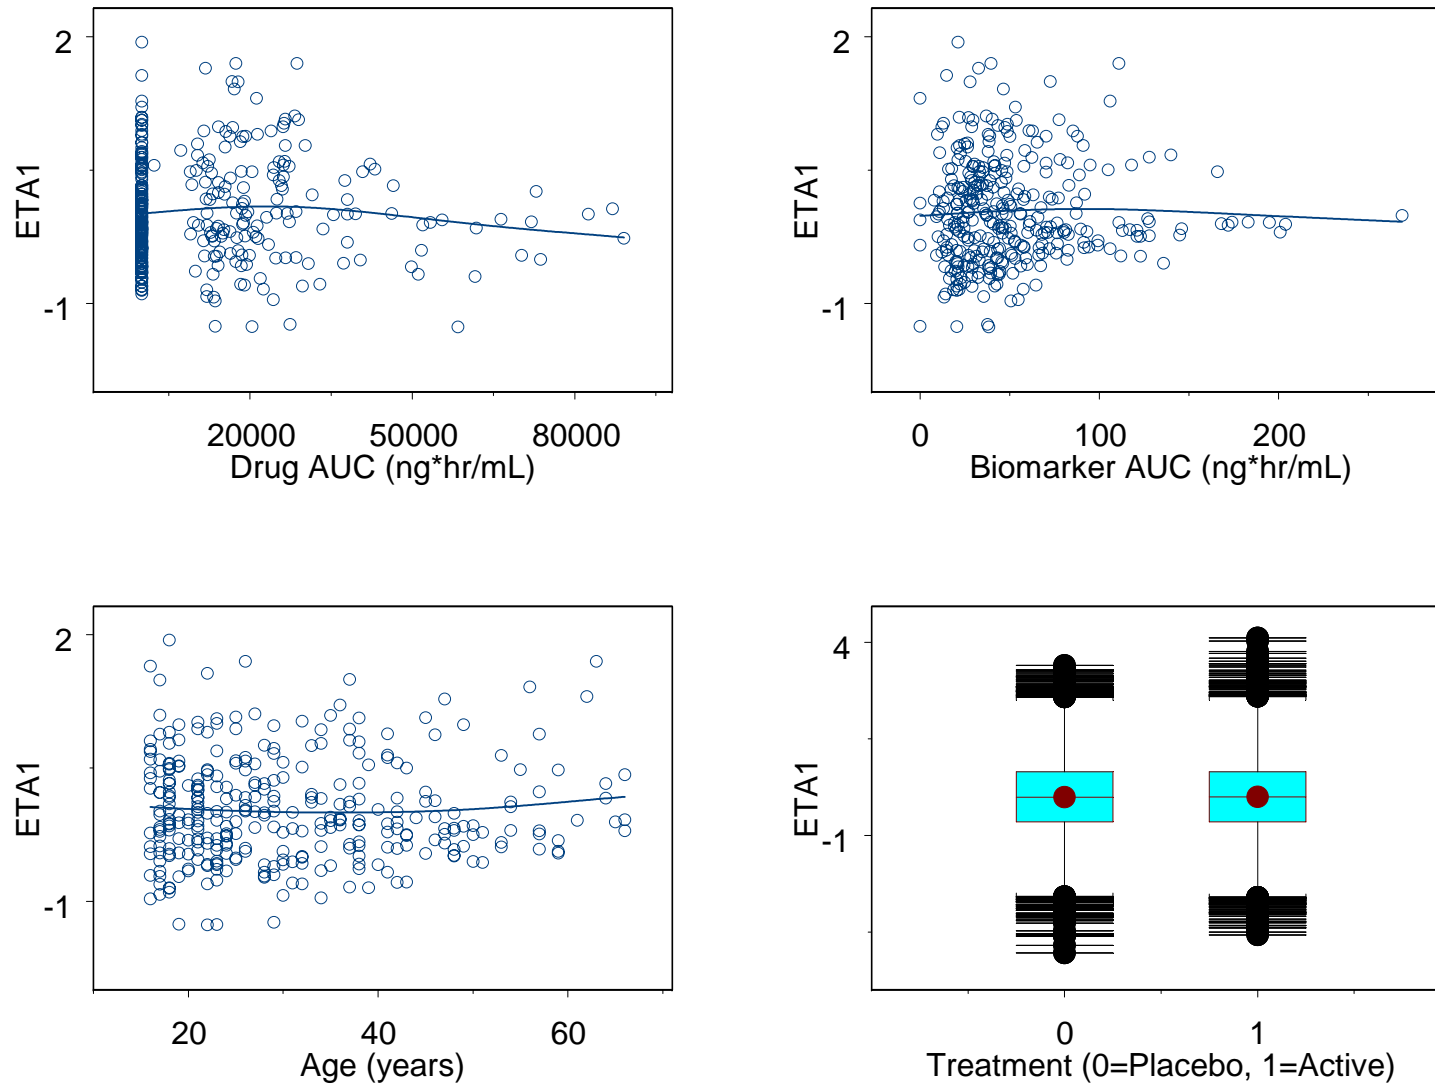 2
-1
ETA1
20000 50000 80000
Drug AUC (ng*hr/mL)
2
-1
ETA1
0 100 200
Biomarker AUC (ng*hr/mL)
2
-1
ETA1
20 40 60
Age (years)
4
-1
ETA1
0 1
Treatment (0=Placebo, 1=Active)